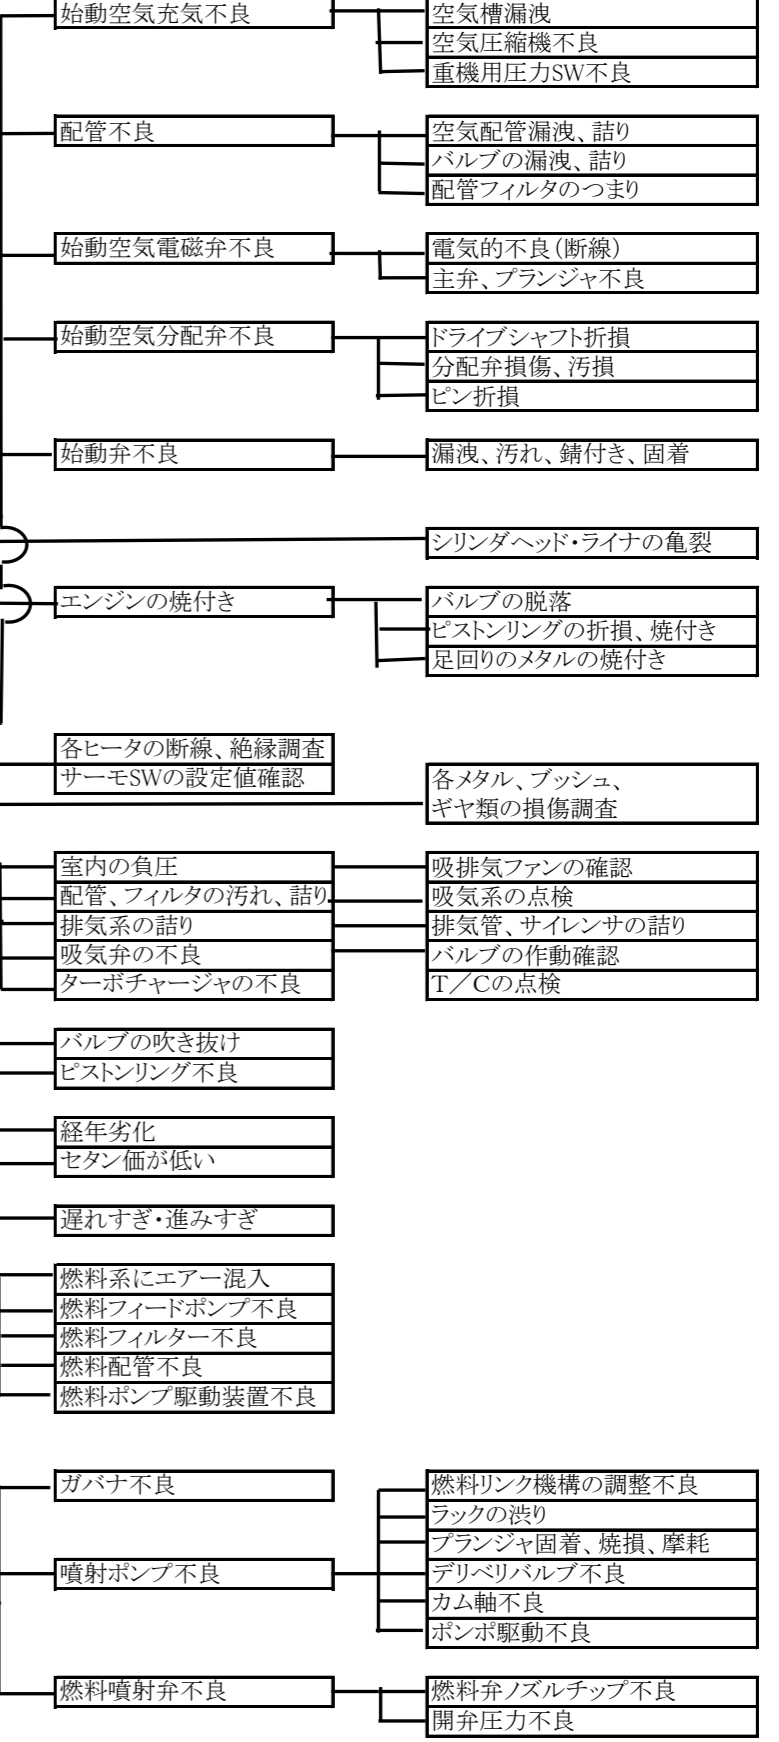 始動空気充気不良
空気槽漏洩
空気圧縮機不良
重機用圧力SW不良
配管不良
空気配管漏洩、詰り
バルブの漏洩、詰り
配管フィルタのつまり
始動空気電磁弁不良
電気的不良（断線）
主弁、プランジャ不良
始動空気分配弁不良
ドライブシャフト折損
分配弁損傷、汚損
ピン折損
始動弁不良
漏洩、汚れ、錆付き、固着
シリンダヘッド・ライナの亀裂
エンジンの焼付き
バルブの脱落
ピストンリングの折損、焼付き
足回りのメタルの焼付き
各ヒータの断線、絶縁調査
サーモSWの設定値確認
各メタル、ブッシュ、
ギヤ類の損傷調査
室内の負圧
吸排気ファンの確認
配管、フィルタの汚れ、詰り
吸気系の点検
排気系の詰り
排気管、サイレンサの詰り
吸気弁の不良
バルブの作動確認
ターボチャージャの不良
T／Cの点検
バルブの吹き抜け
ピストンリング不良
経年劣化
セタン価が低い
遅れすぎ・進みすぎ
燃料系にエアー混入
燃料フィードポンプ不良
燃料フィルター不良
燃料配管不良
燃料ポンプ駆動装置不良
ガバナ不良
燃料リンク機構の調整不良
ラックの渋り
プランジャ固着、焼損、摩耗
噴射ポンプ不良
デリベリバルブ不良
カム軸不良
ポンポ駆動不良
燃料噴射弁不良
燃料弁ノズルチップ不良
開弁圧力不良